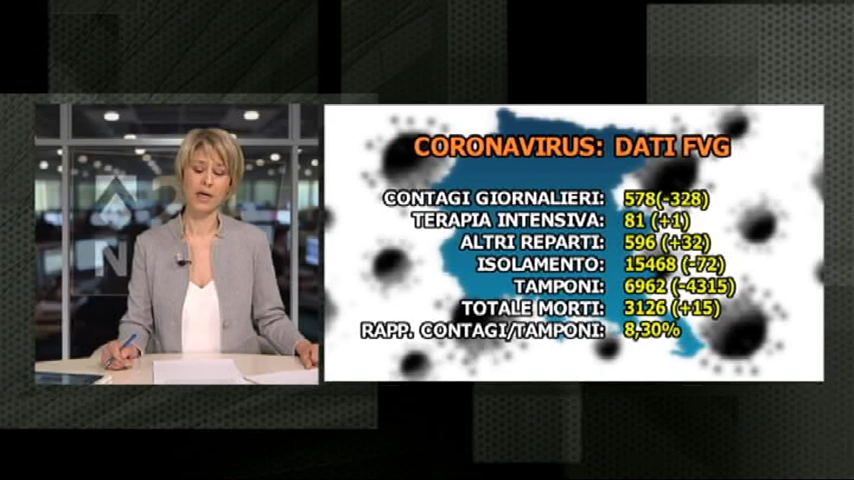 CORONAVIRUS: DATI FVG
CONTAGI GIORNALIERI: 578(-328)
TERAPIA INTENSIVA: 81 (+1)
ALTRI REPARTI: 596 (+32)
ISOLAMENTO: 15468 (-72)
TAMPONI: 6962 (-4315)
TOTALE MORTI: 3126 (+15)
RAPP. CONTAGI/TAMPONI: 8,30%